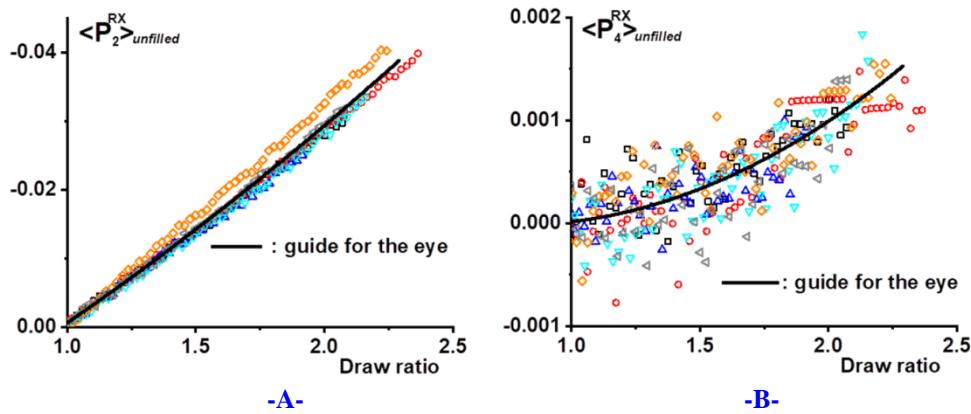 <P₂ᴿˣ>unfilled
-0.04
-0.02
0.00
: guide for the eye
1.0 1.5 2.0 2.5
Draw ratio
-A-
<P₄ᴿˣ>unfilled
0.002
0.001
0.000
-0.001
: guide for the eye
1.0 1.5 2.0 2.5
Draw ratio
-B-